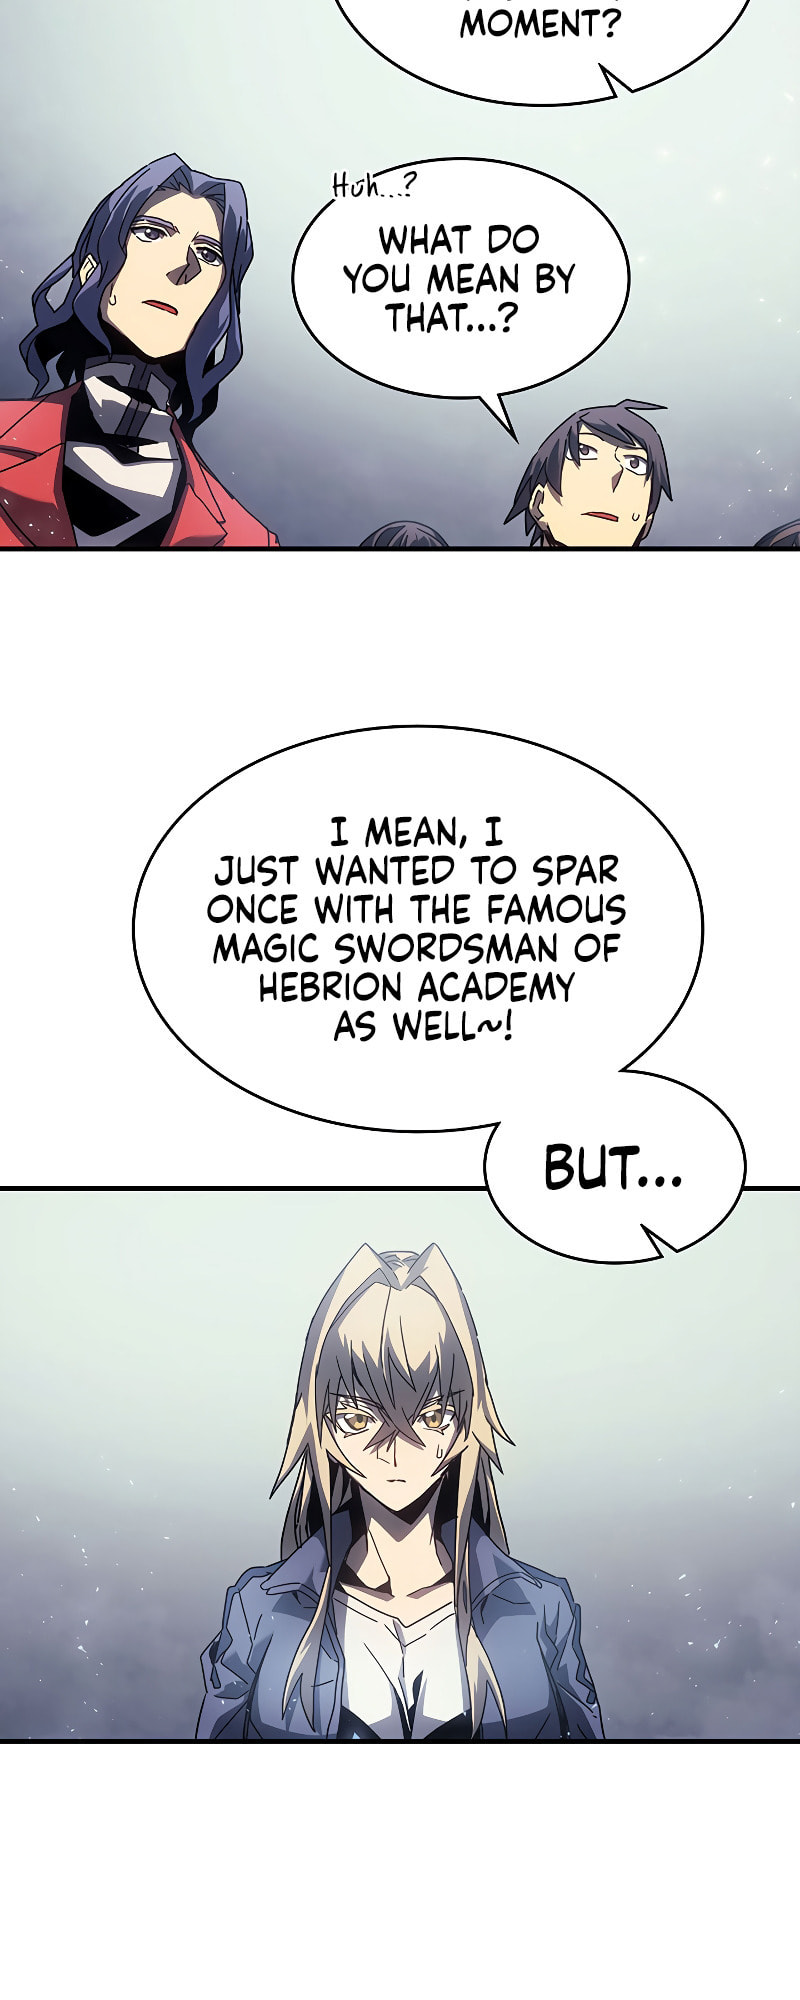 MOMENT?
Huh...?
WHAT DO
YOU MEAN BY
THAT...?
I MEAN, I
JUST WANTED TO SPAR
ONCE WITH THE FAMOUS
MAGIC SWORDSMAN OF
HEBRION ACADEMY
AS WELL~!
BUT...